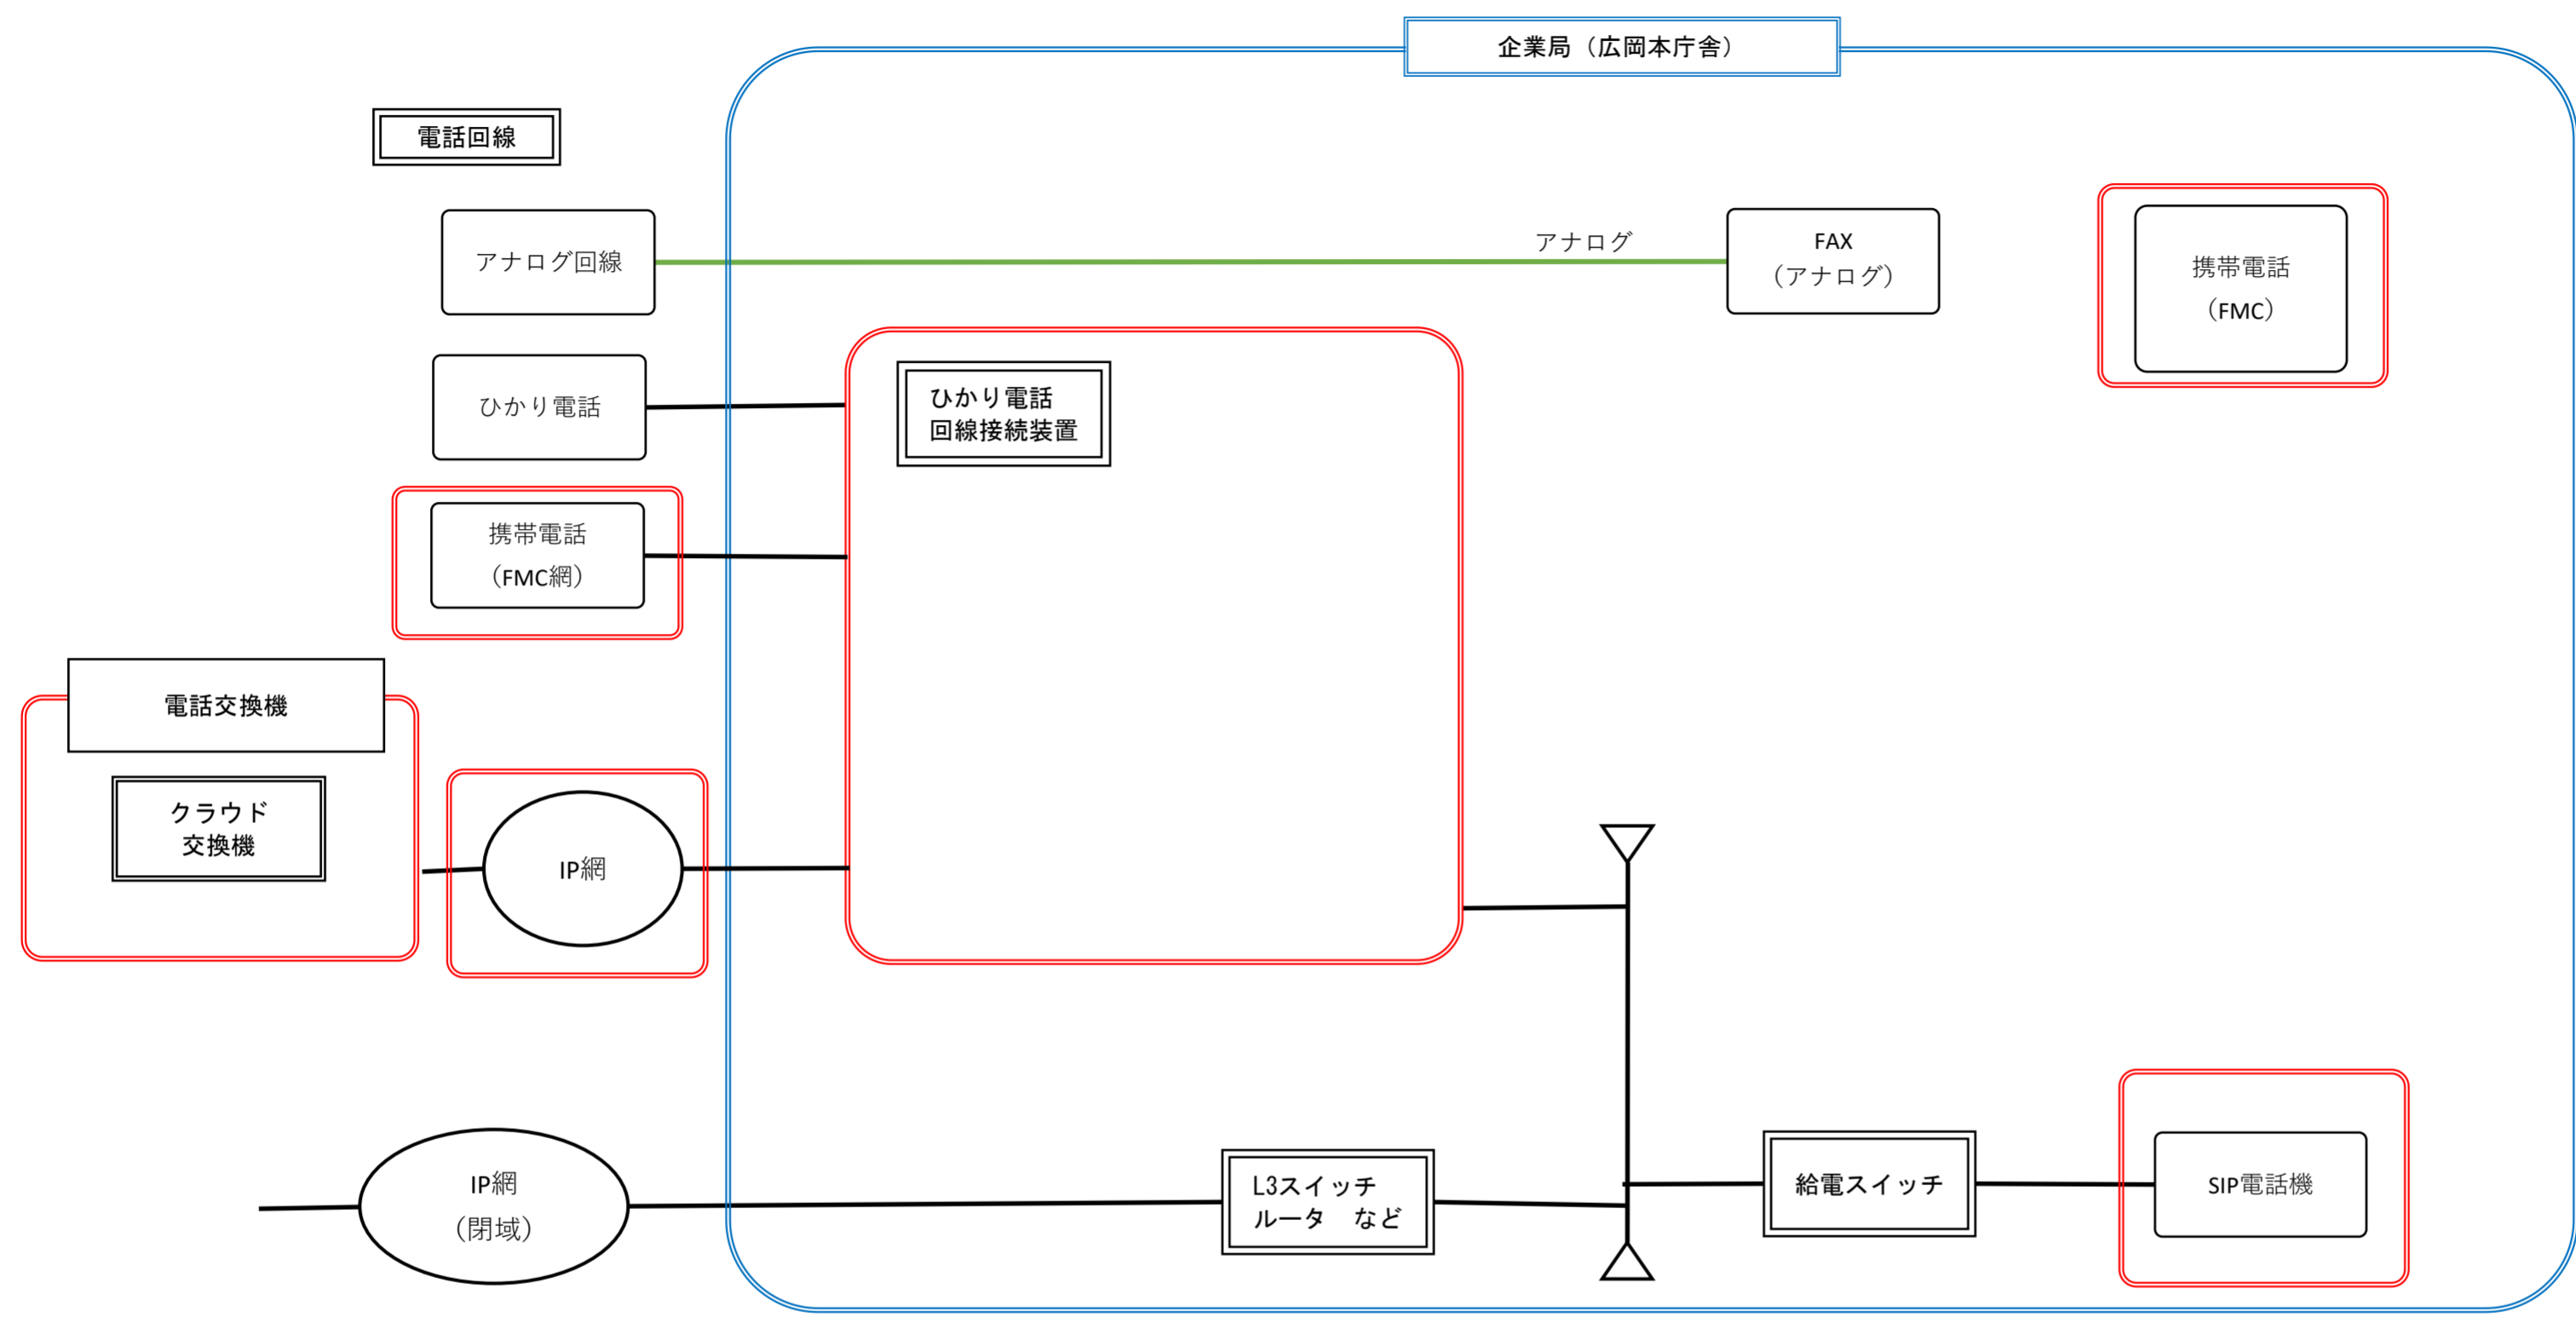 企業局（広岡本庁舎）
電話回線
アナログ回線
アナログ
FAX
（アナログ）
携帯電話
（FMC）
ひかり電話
ひかり電話
回線接続装置
携帯電話
（FMC網）
電話交換機
クラウド
交換機
IP網
IP網
（閉域）
L3スイッチ
ルータ　など
給電スイッチ
SIP電話機